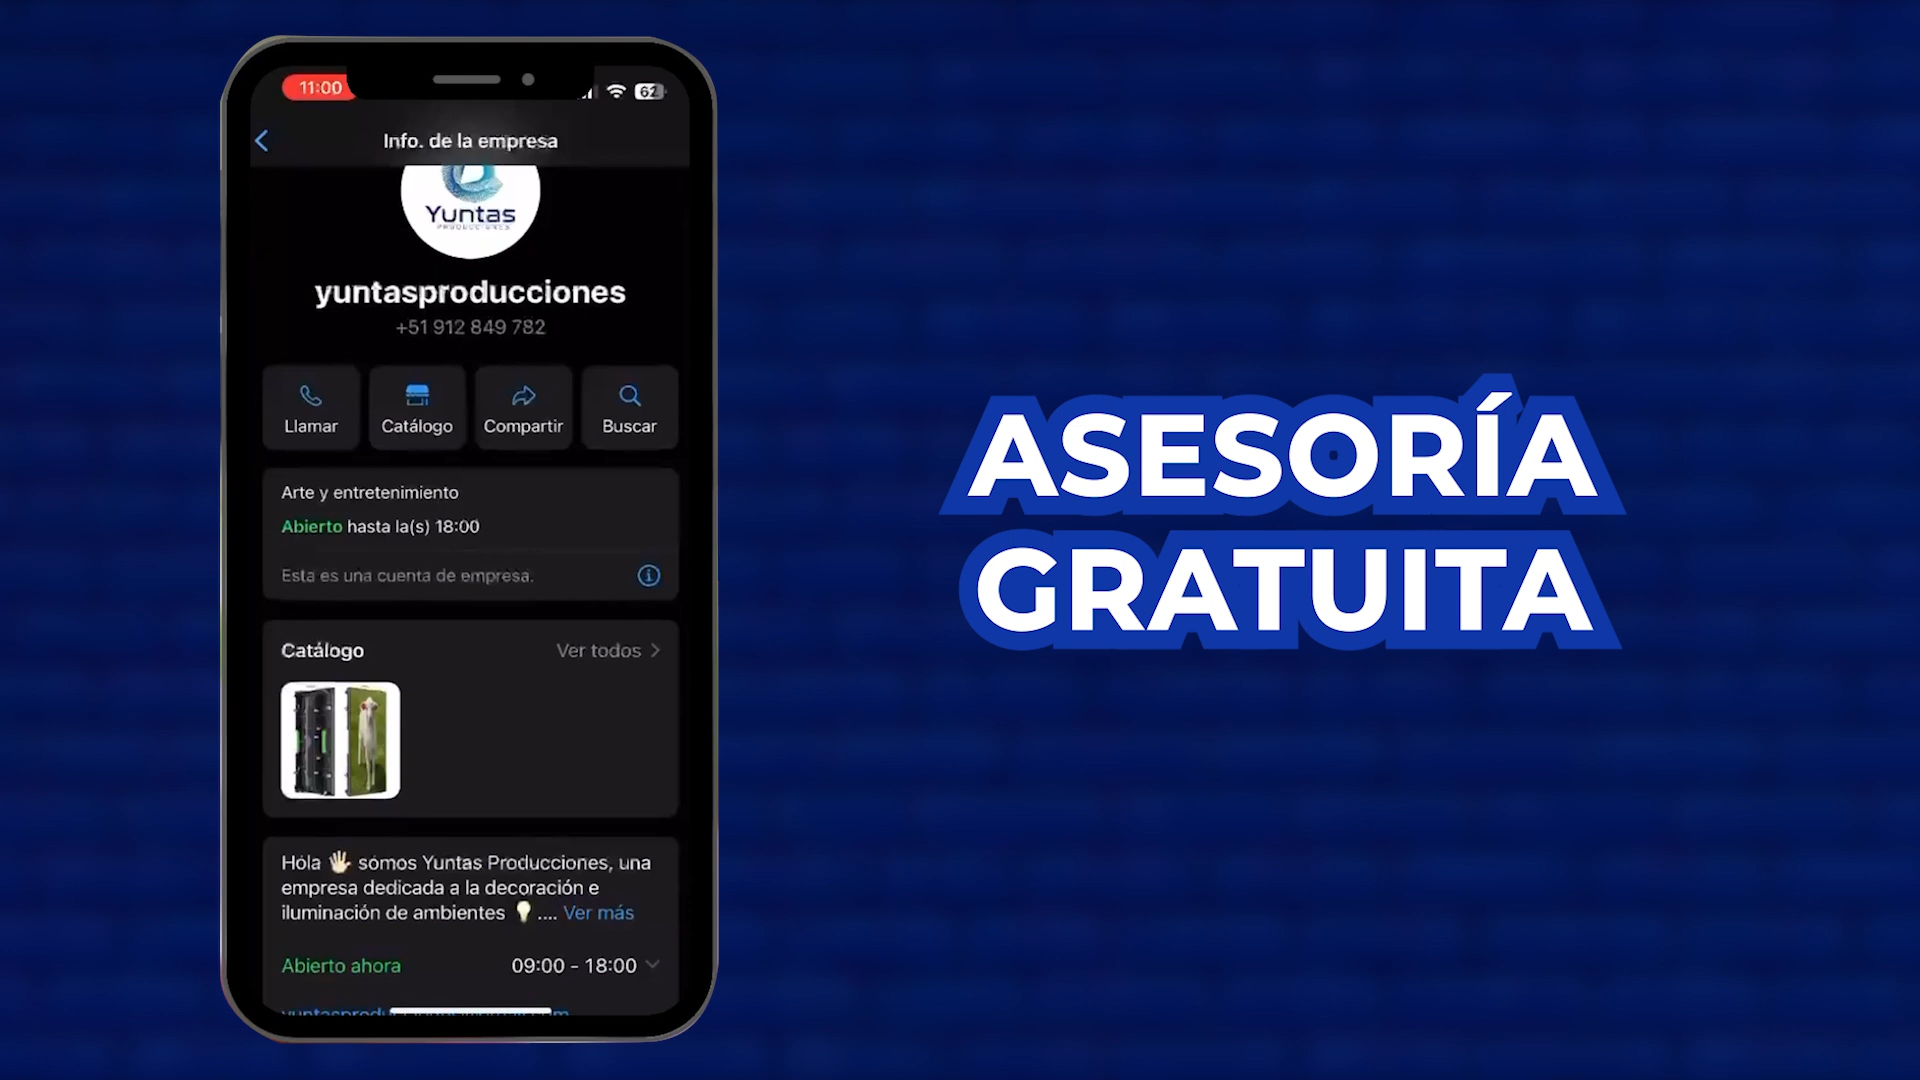 11:00
62
Info. de la empresa
Yuntas
PRODUCCIONES
yuntasproducciones
+51 912 849 782
Llamar
Catálogo
Compartir
Buscar
Arte y entretenimiento
Abierto hasta la(s) 18:00
Esta es una cuenta de empresa.
Catálogo
Ver todos
Hola 🖐🏻 somos Yuntas Producciones, una
empresa dedicada a la decoración e
iluminación de ambientes 💡.... Ver más
Abierto ahora
09:00 - 18:00
ASESORÍA
GRATUITA